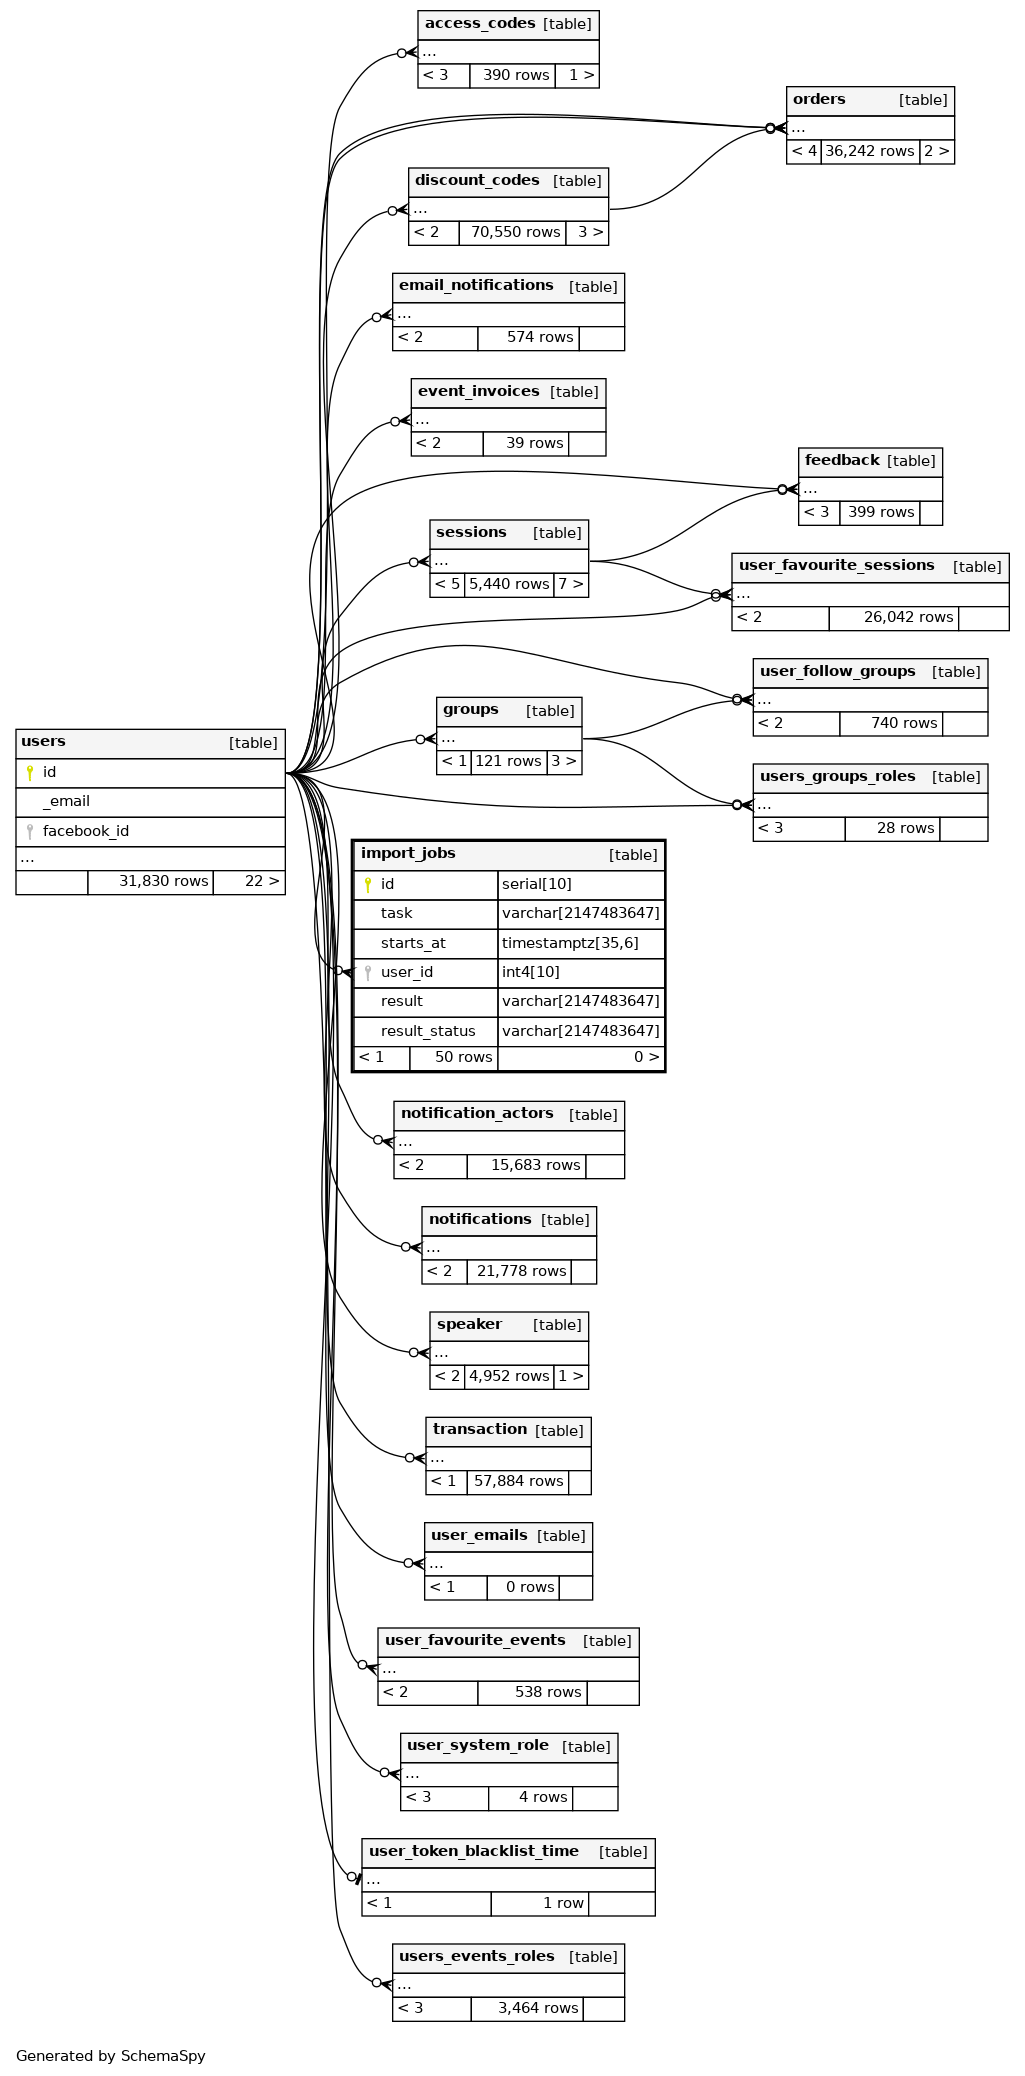 access_codes [table]
...
< 3 390 rows 1 >
orders [table]
...
< 4 36,242 rows 2 >
discount_codes [table]
...
< 2 70,550 rows 3 >
email_notifications [table]
...
< 2 574 rows
event_invoices [table]
...
< 2 39 rows
feedback [table]
...
< 3 399 rows
sessions [table]
...
< 5 5,440 rows 7 >
user_favourite_sessions [table]
...
< 2 26,042 rows
user_follow_groups [table]
...
< 2 740 rows
groups [table]
...
< 1 121 rows 3 >
users [table]
id
_email
facebook_id
...
31,830 rows 22 >
users_groups_roles [table]
...
< 3 28 rows
import_jobs [table]
id serial[10]
task varchar[2147483647]
starts_at timestamptz[35,6]
user_id int4[10]
result varchar[2147483647]
result_status varchar[2147483647]
< 1 50 rows 0 >
notification_actors [table]
...
< 2 15,683 rows
notifications [table]
...
< 2 21,778 rows
speaker [table]
...
< 2 4,952 rows 1 >
transaction [table]
...
< 1 57,884 rows
user_emails [table]
...
< 1 0 rows
user_favourite_events [table]
...
< 2 538 rows
user_system_role [table]
...
< 3 4 rows
user_token_blacklist_time [table]
...
< 1 1 row
users_events_roles [table]
...
< 3 3,464 rows
Generated by SchemaSpy